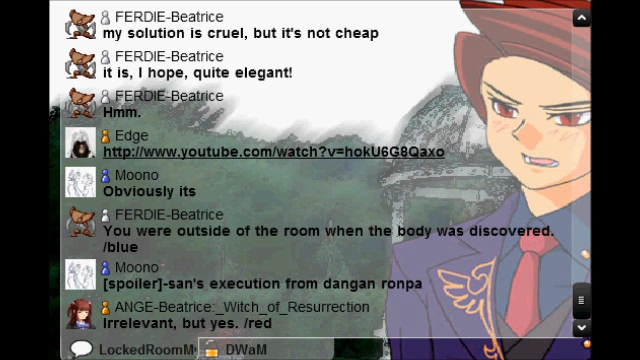 FERDIE-Beatrice
my solution is cruel, but it's not cheap
FERDIE-Beatrice
it is, I hope, quite elegant!
FERDIE-Beatrice
Hmm.
Edge
http://www.youtube.com/watch?v=hokU6G8Qaxo
Moono
Obviously its
FERDIE-Beatrice
You were outside of the room when the body was discovered.
/blue
Moono
[spoiler]-san's execution from dangan ronpa
ANGE-Beatrice:_Witch_of_Resurrection
Irrelevant, but yes. /red
LockedRoomMy
DWaM